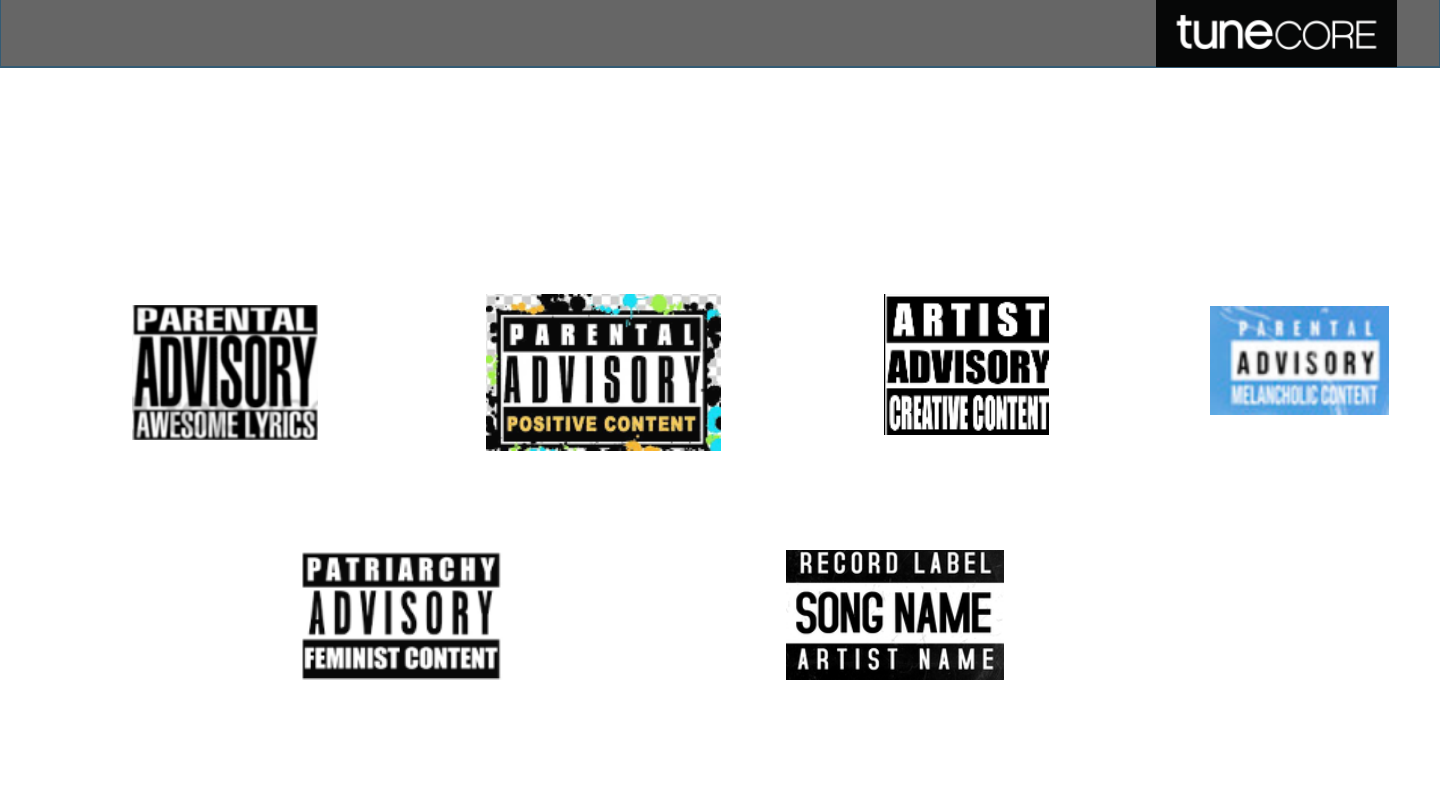 tuneCORE
PARENTAL
ADVISORY
AWESOME LYRICS
PARENTAL
ADVISORY
POSITIVE CONTENT
ARTIST
ADVISORY
CREATIVE CONTENT
PARENTAL
ADVISORY
MELANCHOLIC CONTENT
PATRIARCHY
ADVISORY
FEMINIST CONTENT
RECORD LABEL
SONG NAME
ARTIST NAME